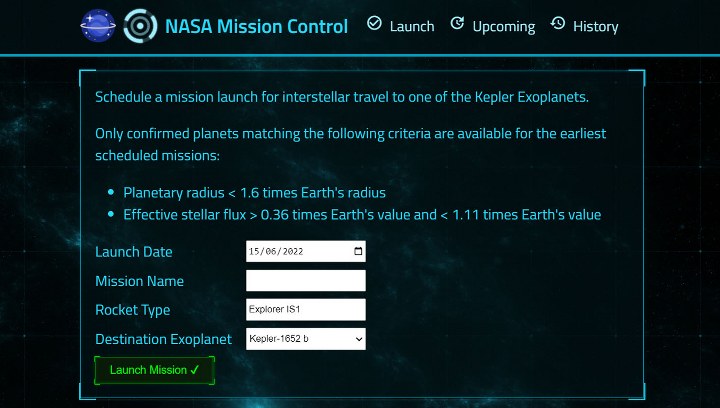 NASA Mission Control Launch Upcoming History
Schedule a mission launch for interstellar travel to one of the Kepler Exoplanets.
Only confirmed planets matching the following criteria are available for the earliest
scheduled missions:
• Planetary radius < 1.6 times Earth's radius
• Effective stellar flux > 0.36 times Earth's value and < 1.11 times Earth's value
Launch Date 15/06/2022
Mission Name
Rocket Type Explorer IS1
Destination Exoplanet Kepler-1652 b
Launch Mission ✓